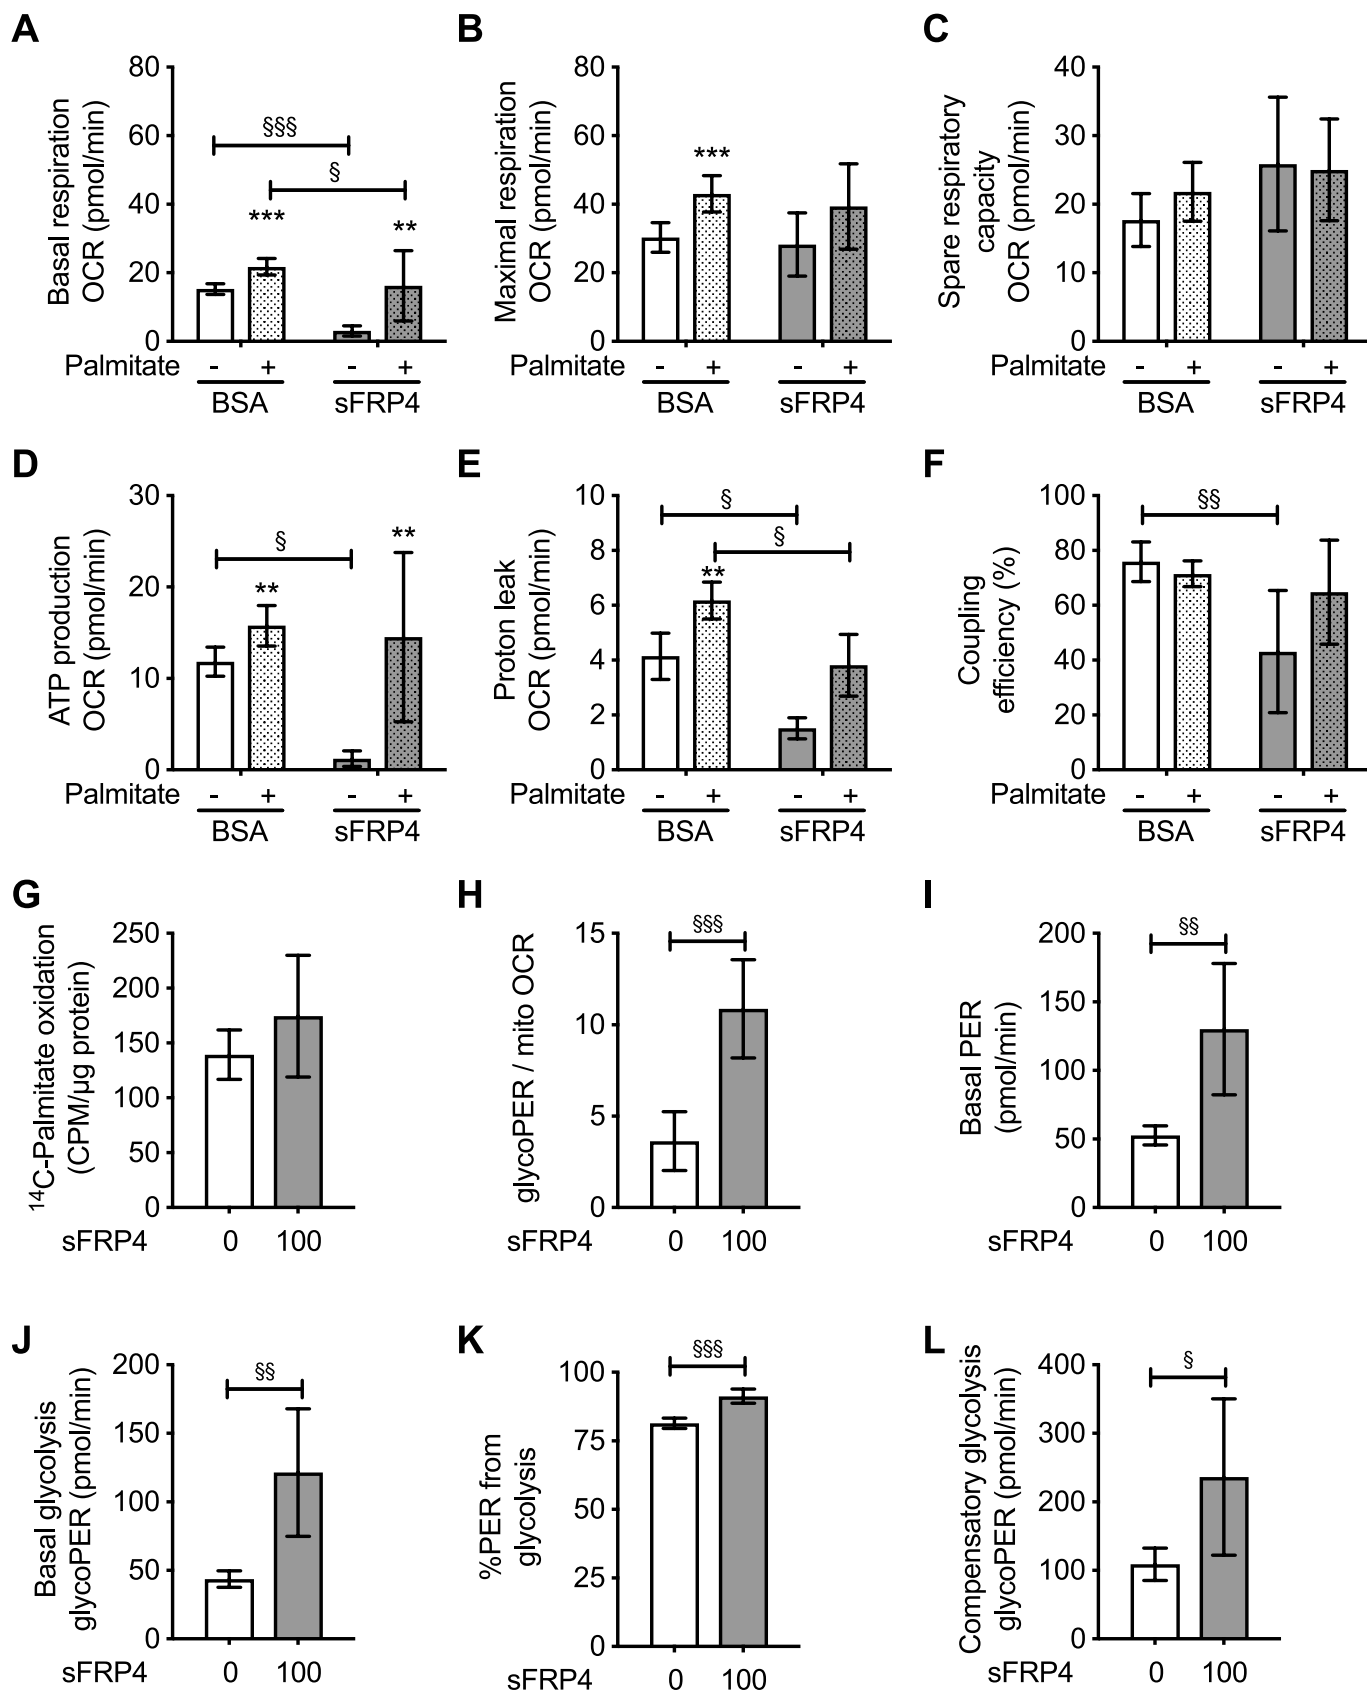 A
Basal respiration
OCR (pmol/min)
80
60
40
20
0
§§§
§
***
**
Palmitate - + - +
BSA sFRP4
B
Maximal respiration
OCR (pmol/min)
80
60
40
20
0
***
Palmitate - + - +
BSA sFRP4
C
Spare respiratory
capacity
OCR (pmol/min)
40
30
20
10
0
Palmitate - + - +
BSA sFRP4
D
ATP production
OCR (pmol/min)
30
20
10
0
§
**
**
Palmitate - + - +
BSA sFRP4
E
Proton leak
OCR (pmol/min)
10
8
6
4
2
0
§
§
**
Palmitate - + - +
BSA sFRP4
F
Coupling
efficiency (%)
100
80
60
40
20
0
§§
Palmitate - + - +
BSA sFRP4
G
¹⁴C-Palmitate oxidation
(CPM/µg protein)
250
200
150
100
50
0
sFRP4 0 100
H
glycoPER / mito OCR
15
10
5
0
§§§
sFRP4 0 100
I
Basal PER
(pmol/min)
200
150
100
50
0
§§
sFRP4 0 100
J
Basal glycolysis
glycoPER (pmol/min)
200
150
100
50
0
§§
sFRP4 0 100
K
%PER from
glycolysis
100
75
50
25
0
§§§
sFRP4 0 100
L
Compensatory glycolysis
glycoPER (pmol/min)
400
300
200
100
0
§
sFRP4 0 100